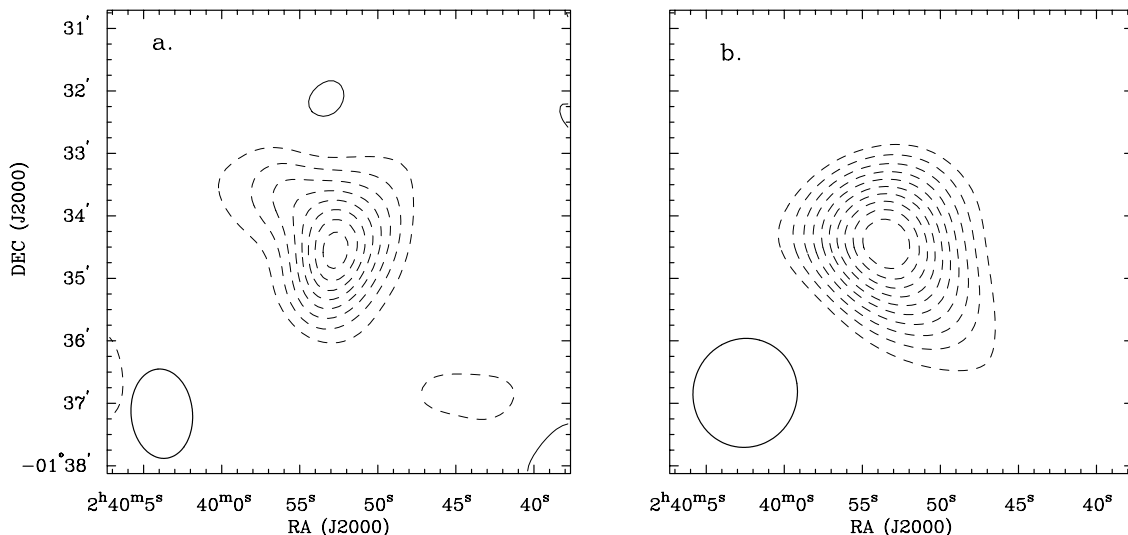 a.
31′
32′
33′
34′
35′
36′
37′
−01°38′
DEC (J2000)
2ʰ40ᵐ5ˢ 40ᵐ0ˢ 55ˢ 50ˢ 45ˢ 40ˢ
RA (J2000)
b.
2ʰ40ᵐ5ˢ 40ᵐ0ˢ 55ˢ 50ˢ 45ˢ 40ˢ
RA (J2000)